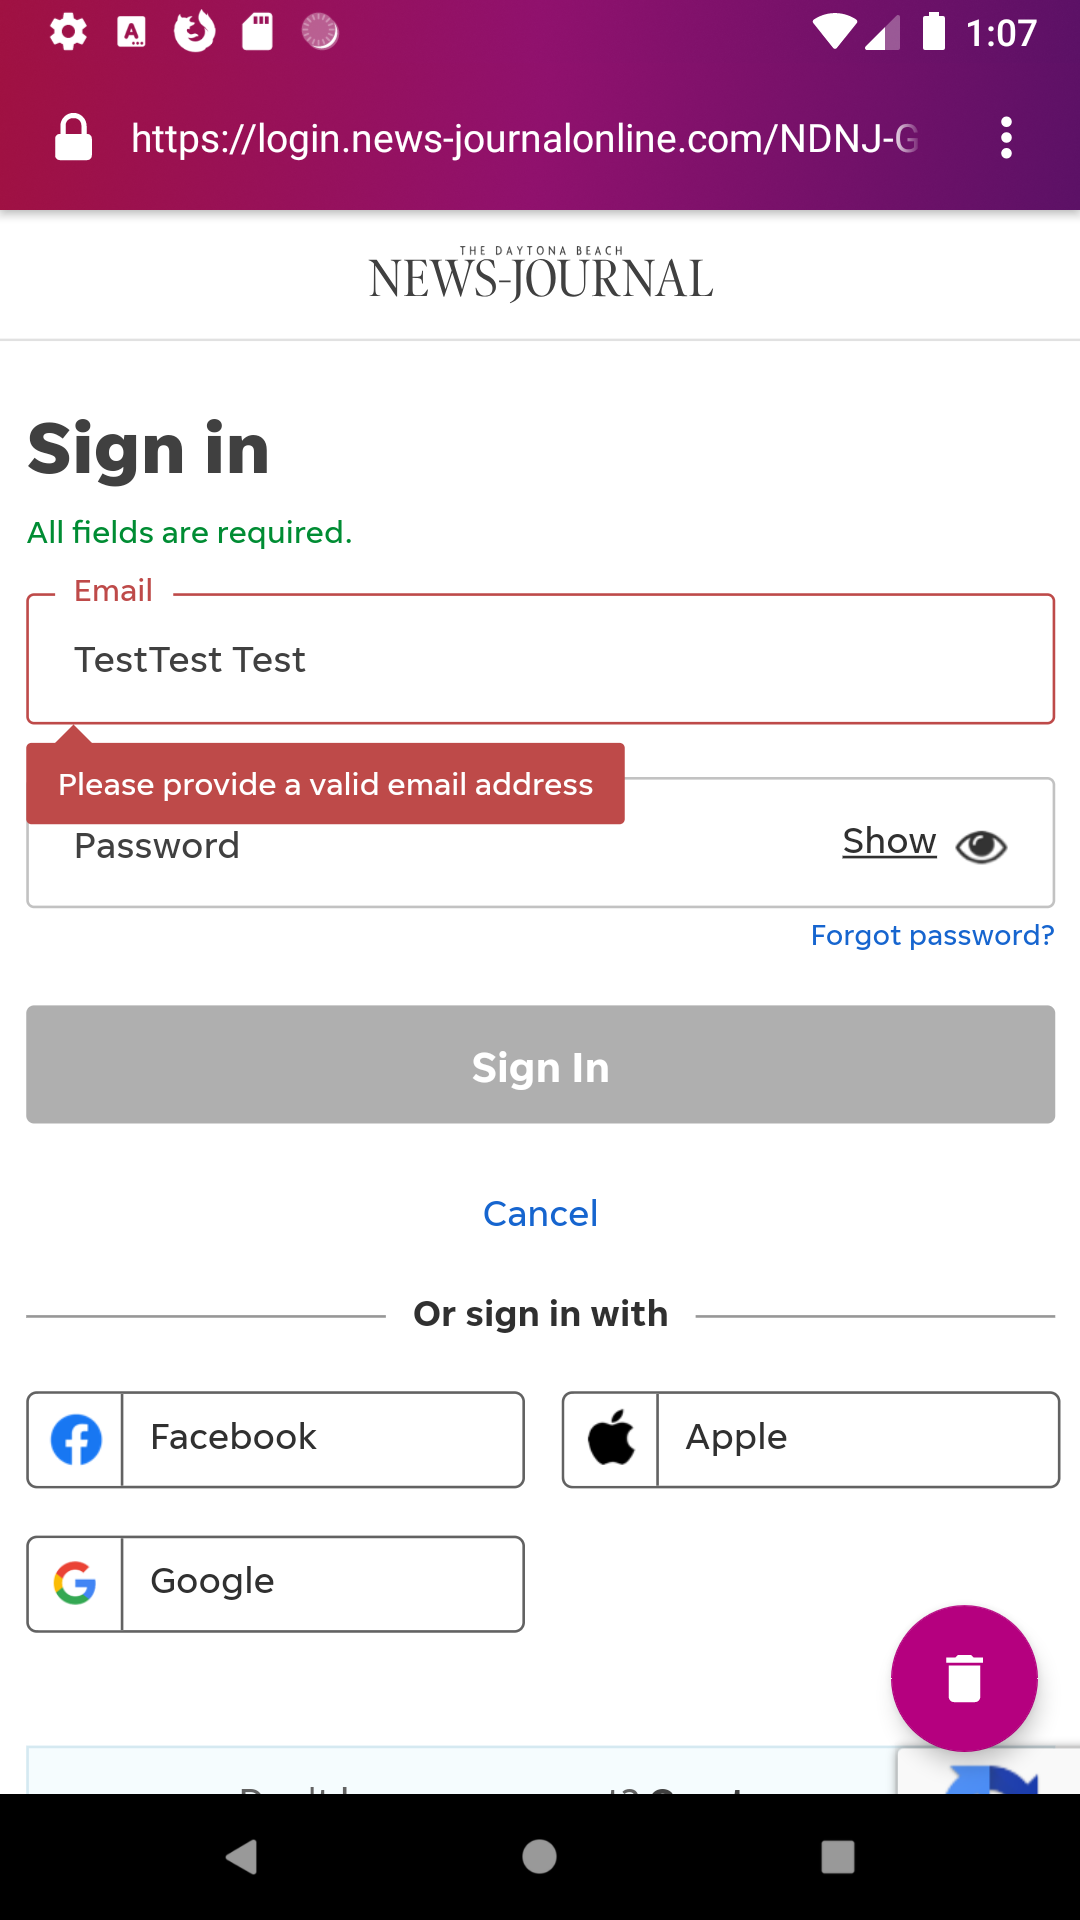 1:07
https://login.news-journalonline.com/NDNJ-G
THE DAYTONA BEACH
NEWS-JOURNAL
Sign in
All fields are required.
Email
TestTest Test
Please provide a valid email address
Password
Show
Forgot password?
Sign In
Cancel
Or sign in with
Facebook
Apple
Google